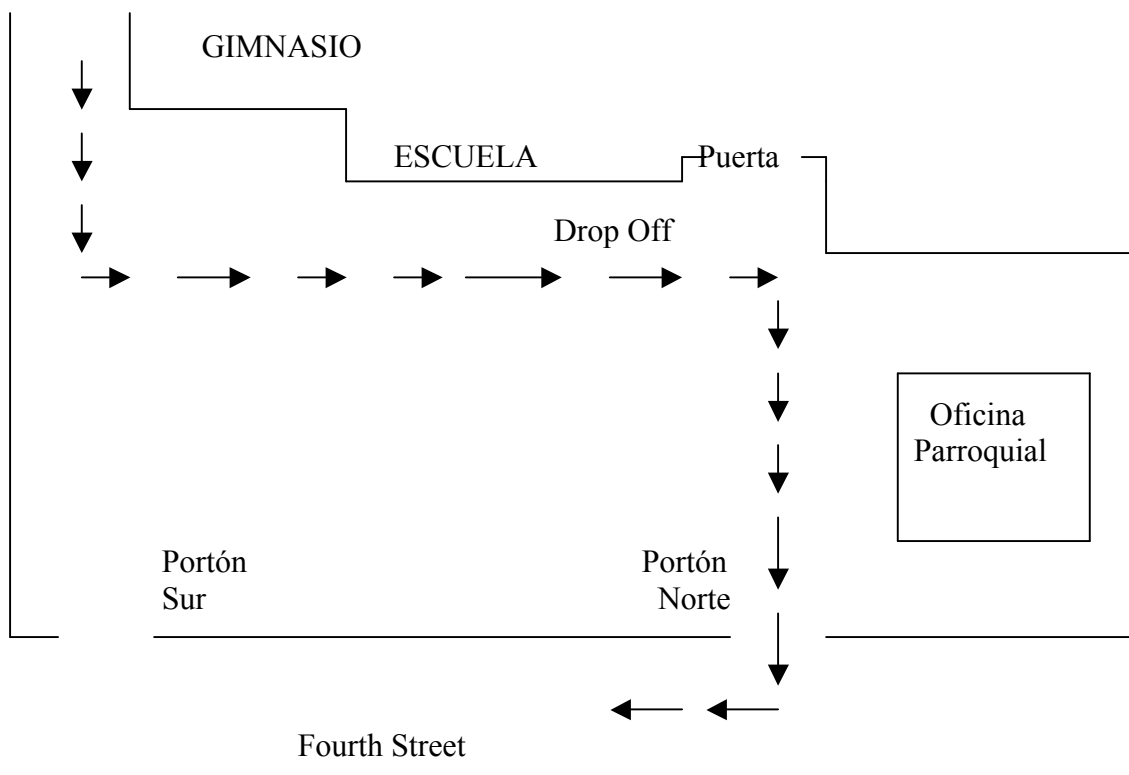 GIMNASIO
ESCUELA
Puerta
Drop Off
Oficina
Parroquial
Portón
Sur
Portón
Norte
Fourth Street